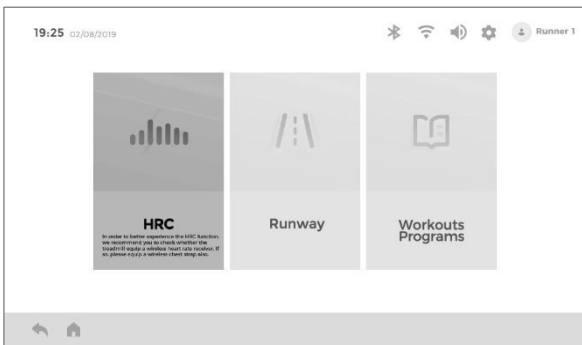 19:25 02/08/2019
Runner 1
HRC
In order to better experience the HRC function,
we recommend you to check whether the
treadmill equip a wireless heart rate receiver. If
so, please equip a wireless chest strap also.
Runway
Workouts
Programs